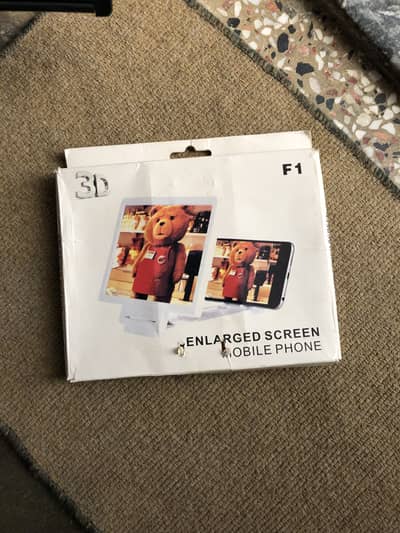 3D
F1
ENLARGED SCREEN
MOBILE PHONE